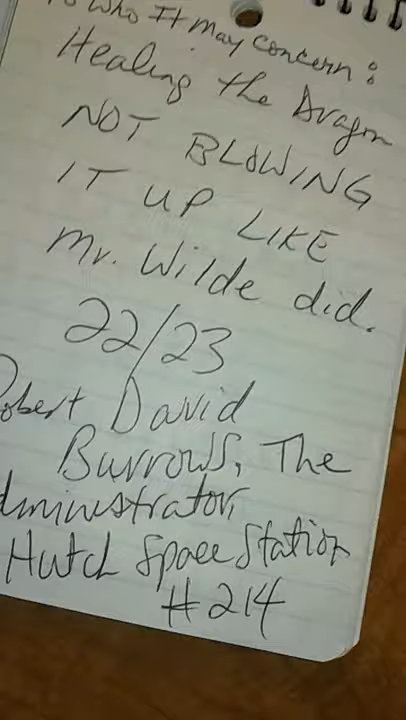 To Who It may concern:
Healing the Dragon
NOT BLOWING
IT UP LIKE
Mr. Wilde did.
22/23
Robert David
Burrows, The
dministrator,
Hutch Space Station
#214